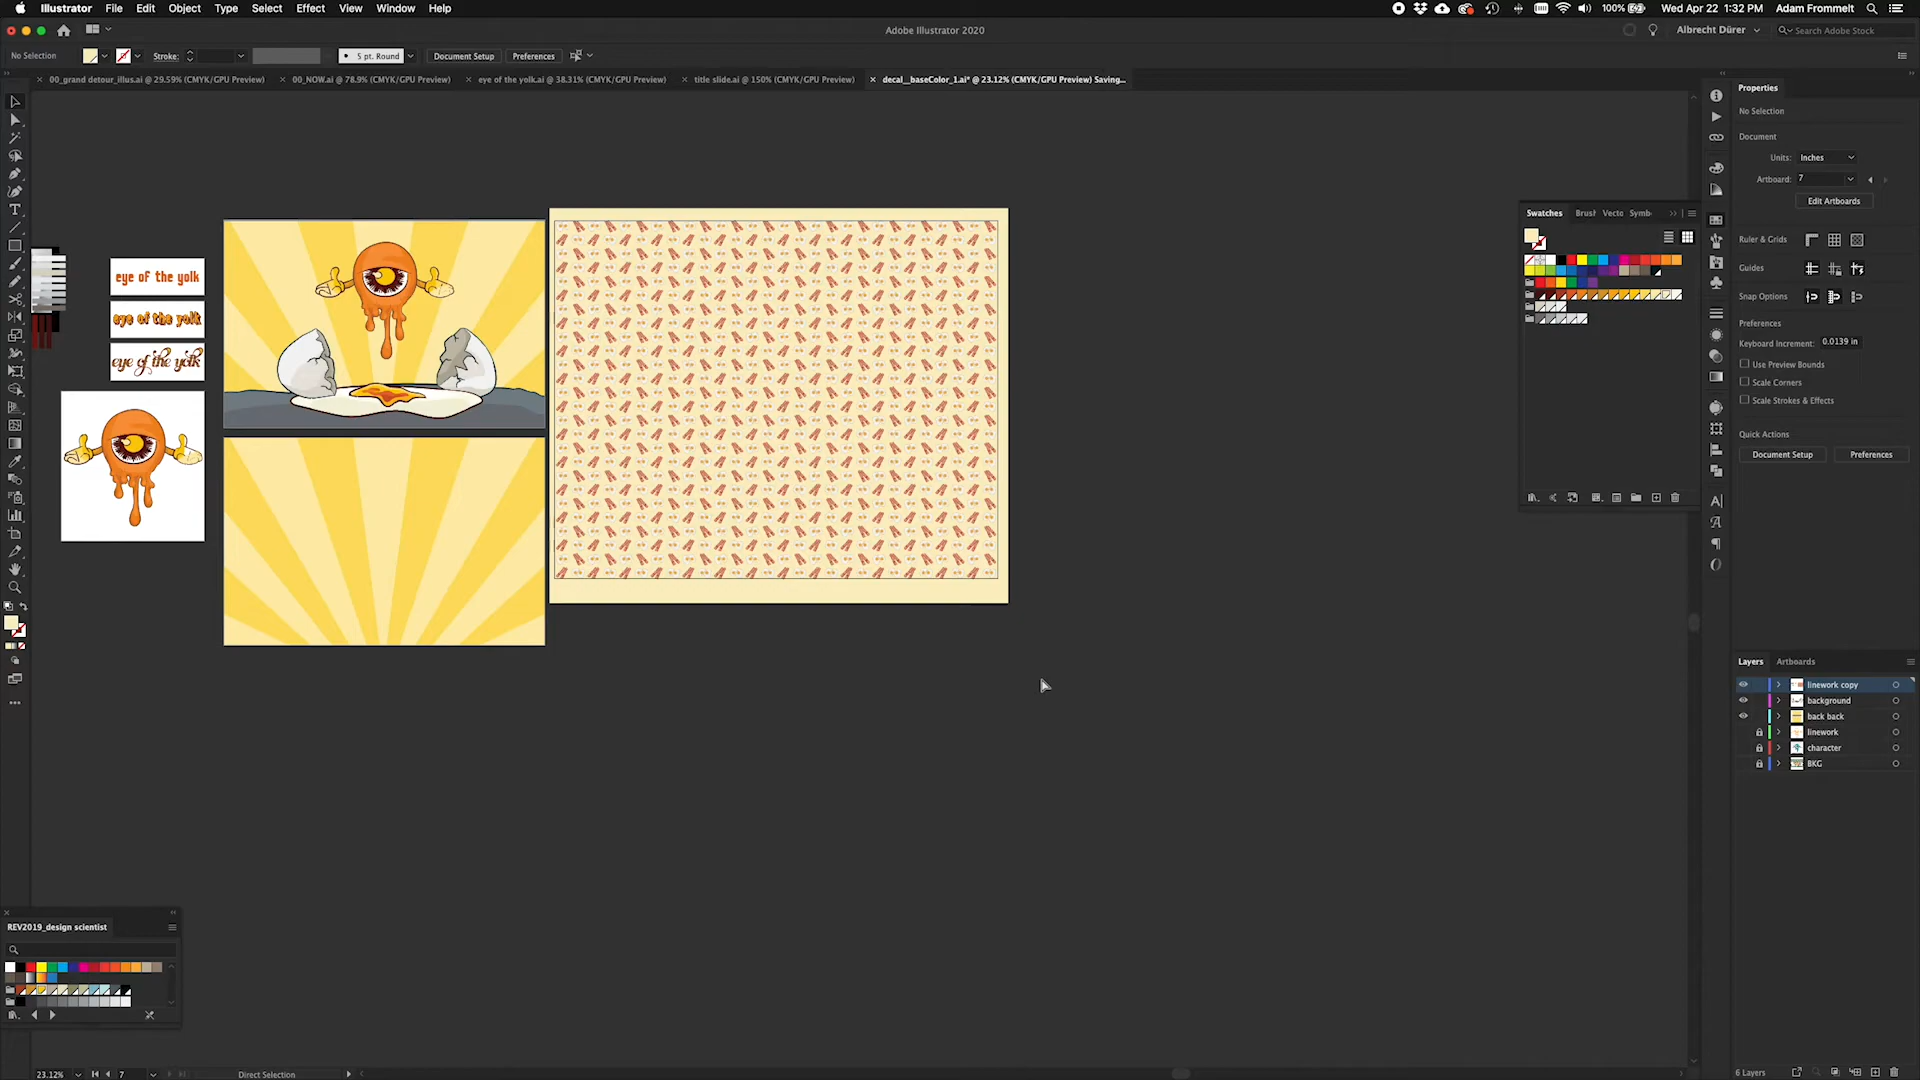 Illustrator File Edit Object Type Select Effect View Window Help
100% Wed Apr 22 1:32 PM Adam Frommelt
Adobe Illustrator 2020
Albrecht Dürer
Search Adobe Stock
No Selection
Stroke:
5 pt. Round
Document Setup
Preferences
00_grand detour_illus.ai @ 29.59% (CMYK/GPU Preview)
00_NOW.ai @ 78.9% (CMYK/GPU Preview)
eye of the yolk.ai @ 38.31% (CMYK/GPU Preview)
title slide.ai @ 150% (CMYK/GPU Preview)
decal__baseColor_1.ai* @ 23.12% (CMYK/GPU Preview) Saving...
eye of the yolk
eye of the yolk
eye of the yolk
Swatches Brush Vecto Symb
Properties
No Selection
Document
Units: Inches
Artboard: 7
Edit Artboards
Ruler & Grids
Guides
Snap Options
Preferences
Keyboard Increment: 0.0139 in
Use Preview Bounds
Scale Corners
Scale Strokes & Effects
Quick Actions
Document Setup Preferences
Layers Artboards
linework copy
background
back back
linework
character
BKG
6 Layers
REV2019_design scientist
23.12%
7
Direct Selection